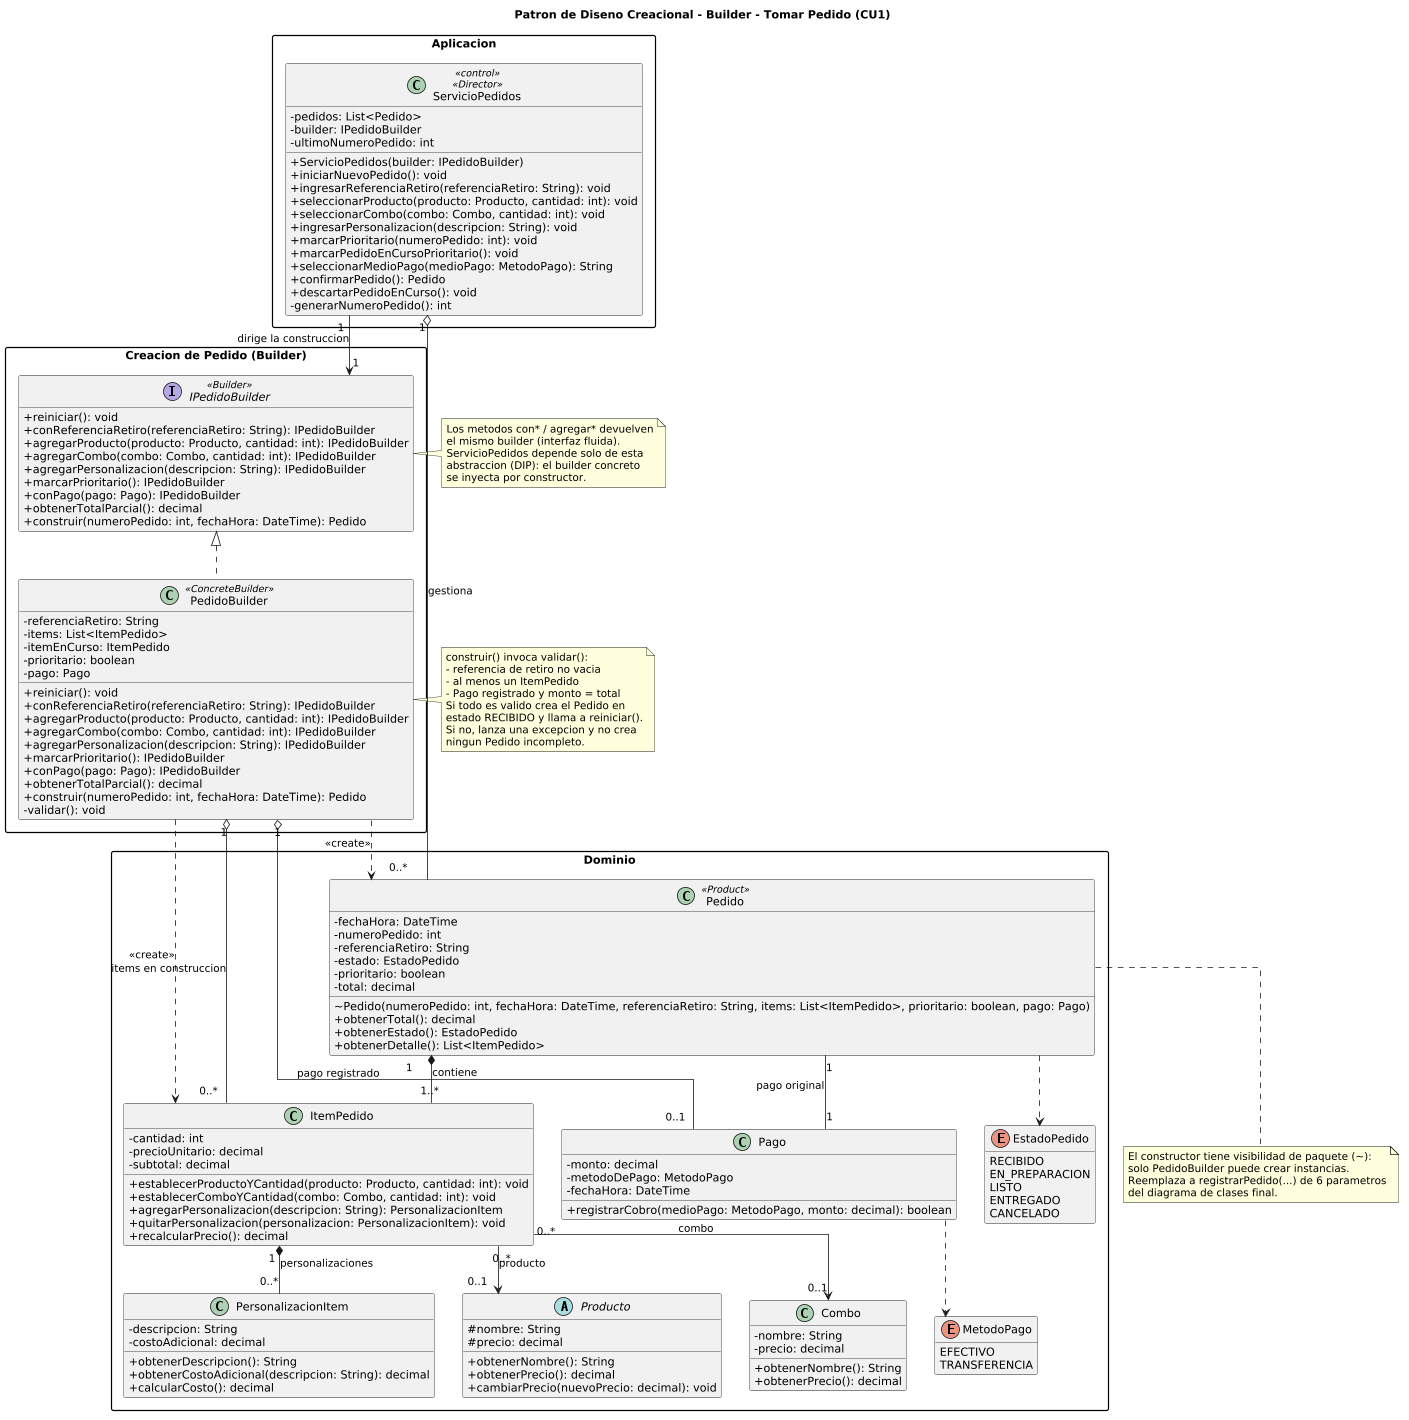 Patron de Diseno Creacional - Builder - Tomar Pedido (CU1)
Aplicacion
C
«control»
«Director»
ServicioPedidos
-pedidos: List<Pedido>
-builder: IPedidoBuilder
-ultimoNumeroPedido: int
+ServicioPedidos(builder: IPedidoBuilder)
+iniciarNuevoPedido(): void
+ingresarReferenciaRetiro(referenciaRetiro: String): void
+seleccionarProducto(producto: Producto, cantidad: int): void
+seleccionarCombo(combo: Combo, cantidad: int): void
+ingresarPersonalizacion(descripcion: String): void
+marcarPrioritario(numeroPedido: int): void
+marcarPedidoEnCursoPrioritario(): void
+seleccionarMedioPago(medioPago: MetodoPago): String
+confirmarPedido(): Pedido
+descartarPedidoEnCurso(): void
-generarNumeroPedido(): int
1
1
dirige la construccion
1
Creacion de Pedido (Builder)
I
«Builder»
IPedidoBuilder
+reiniciar(): void
+conReferenciaRetiro(referenciaRetiro: String): IPedidoBuilder
+agregarProducto(producto: Producto, cantidad: int): IPedidoBuilder
+agregarCombo(combo: Combo, cantidad: int): IPedidoBuilder
+agregarPersonalizacion(descripcion: String): IPedidoBuilder
+marcarPrioritario(): IPedidoBuilder
+conPago(pago: Pago): IPedidoBuilder
+obtenerTotalParcial(): decimal
+construir(numeroPedido: int, fechaHora: DateTime): Pedido
Los metodos con* / agregar* devuelven
el mismo builder (interfaz fluida).
ServicioPedidos depende solo de esta
abstraccion (DIP): el builder concreto
se inyecta por constructor.
gestiona
C
«ConcreteBuilder»
PedidoBuilder
-referenciaRetiro: String
-items: List<ItemPedido>
-itemEnCurso: ItemPedido
-prioritario: boolean
-pago: Pago
+reiniciar(): void
+conReferenciaRetiro(referenciaRetiro: String): IPedidoBuilder
+agregarProducto(producto: Producto, cantidad: int): IPedidoBuilder
+agregarCombo(combo: Combo, cantidad: int): IPedidoBuilder
+agregarPersonalizacion(descripcion: String): IPedidoBuilder
+marcarPrioritario(): IPedidoBuilder
+conPago(pago: Pago): IPedidoBuilder
+obtenerTotalParcial(): decimal
+construir(numeroPedido: int, fechaHora: DateTime): Pedido
-validar(): void
construir() invoca validar():
- referencia de retiro no vacia
- al menos un ItemPedido
- Pago registrado y monto = total
Si todo es valido crea el Pedido en
estado RECIBIDO y llama a reiniciar().
Si no, lanza una excepcion y no crea
ningun Pedido incompleto.
1
1
«create»
0..*
Dominio
C
«Product»
Pedido
-fechaHora: DateTime
-numeroPedido: int
-referenciaRetiro: String
-estado: EstadoPedido
-prioritario: boolean
-total: decimal
~Pedido(numeroPedido: int, fechaHora: DateTime, referenciaRetiro: String, items: List<ItemPedido>, prioritario: boolean, pago: Pago)
+obtenerTotal(): decimal
+obtenerEstado(): EstadoPedido
+obtenerDetalle(): List<ItemPedido>
«create»
items en construccion
1
contiene
1
pago registrado
pago original
0..*
1..*
0..1
1
C
ItemPedido
-cantidad: int
-precioUnitario: decimal
-subtotal: decimal
+establecerProductoYCantidad(producto: Producto, cantidad: int): void
+establecerComboYCantidad(combo: Combo, cantidad: int): void
+agregarPersonalizacion(descripcion: String): PersonalizacionItem
+quitarPersonalizacion(personalizacion: PersonalizacionItem): void
+recalcularPrecio(): decimal
C
Pago
-monto: decimal
-metodoDePago: MetodoPago
-fechaHora: DateTime
+registrarCobro(medioPago: MetodoPago, monto: decimal): boolean
E
EstadoPedido
RECIBIDO
EN_PREPARACION
LISTO
ENTREGADO
CANCELADO
El constructor tiene visibilidad de paquete (~):
solo PedidoBuilder puede crear instancias.
Reemplaza a registrarPedido(...) de 6 parametros
del diagrama de clases final.
0..*
combo
1
personalizaciones
0..*
producto
0..*
0..1
0..1
C
PersonalizacionItem
-descripcion: String
-costoAdicional: decimal
+obtenerDescripcion(): String
+obtenerCostoAdicional(descripcion: String): decimal
+calcularCosto(): decimal
A
Producto
#nombre: String
#precio: decimal
+obtenerNombre(): String
+obtenerPrecio(): decimal
+cambiarPrecio(nuevoPrecio: decimal): void
C
Combo
-nombre: String
-precio: decimal
+obtenerNombre(): String
+obtenerPrecio(): decimal
E
MetodoPago
EFECTIVO
TRANSFERENCIA